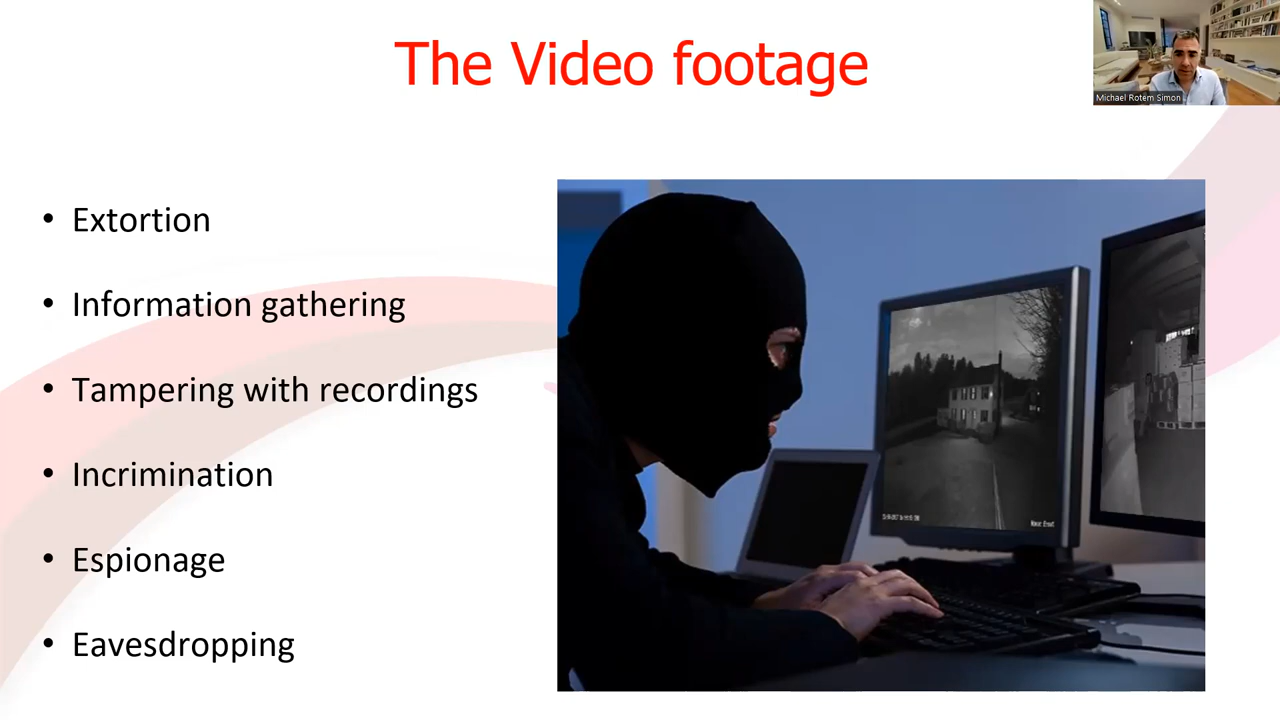 The Video footage
Michael Rotem Simon
• Extortion
• Information gathering
• Tampering with recordings
• Incrimination
• Espionage
• Eavesdropping